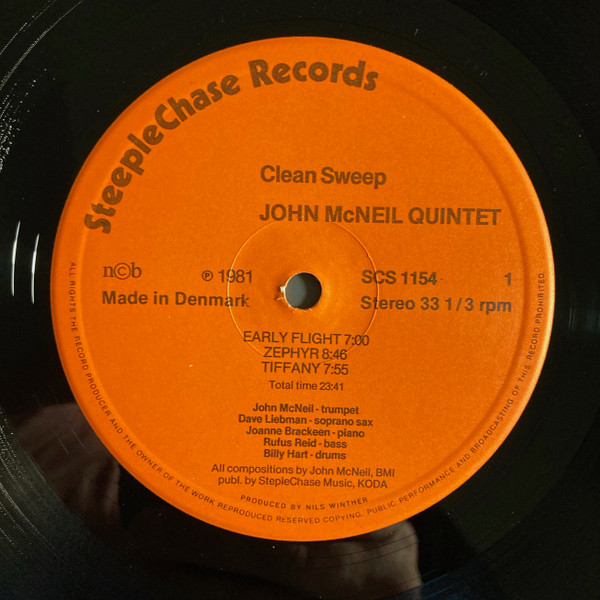 SteepleChase Records
Clean Sweep
JOHN McNEIL QUINTET
n©b
℗ 1981
SCS 1154
1
Made in Denmark
Stereo 33 1/3 rpm
EARLY FLIGHT 7:00
ZEPHYR 8:46
TIFFANY 7:55
Total time 23:41
John McNeil - trumpet
Dave Liebman - soprano sax
Joanne Brackeen - piano
Rufus Reid - bass
Billy Hart - drums
All compositions by John McNeil, BMI
publ. by StepleChase Music, KODA
PRODUCED BY NILS WINTHER
ALL RIGHTS THE RECORD PRODUCER AND THE OWNER OF THE WORK REPRODUCED RESERVED COPYING. PUBLIC PERFORMANCE AND BROADCASTING OF THIS RECORD PROHIBITED.